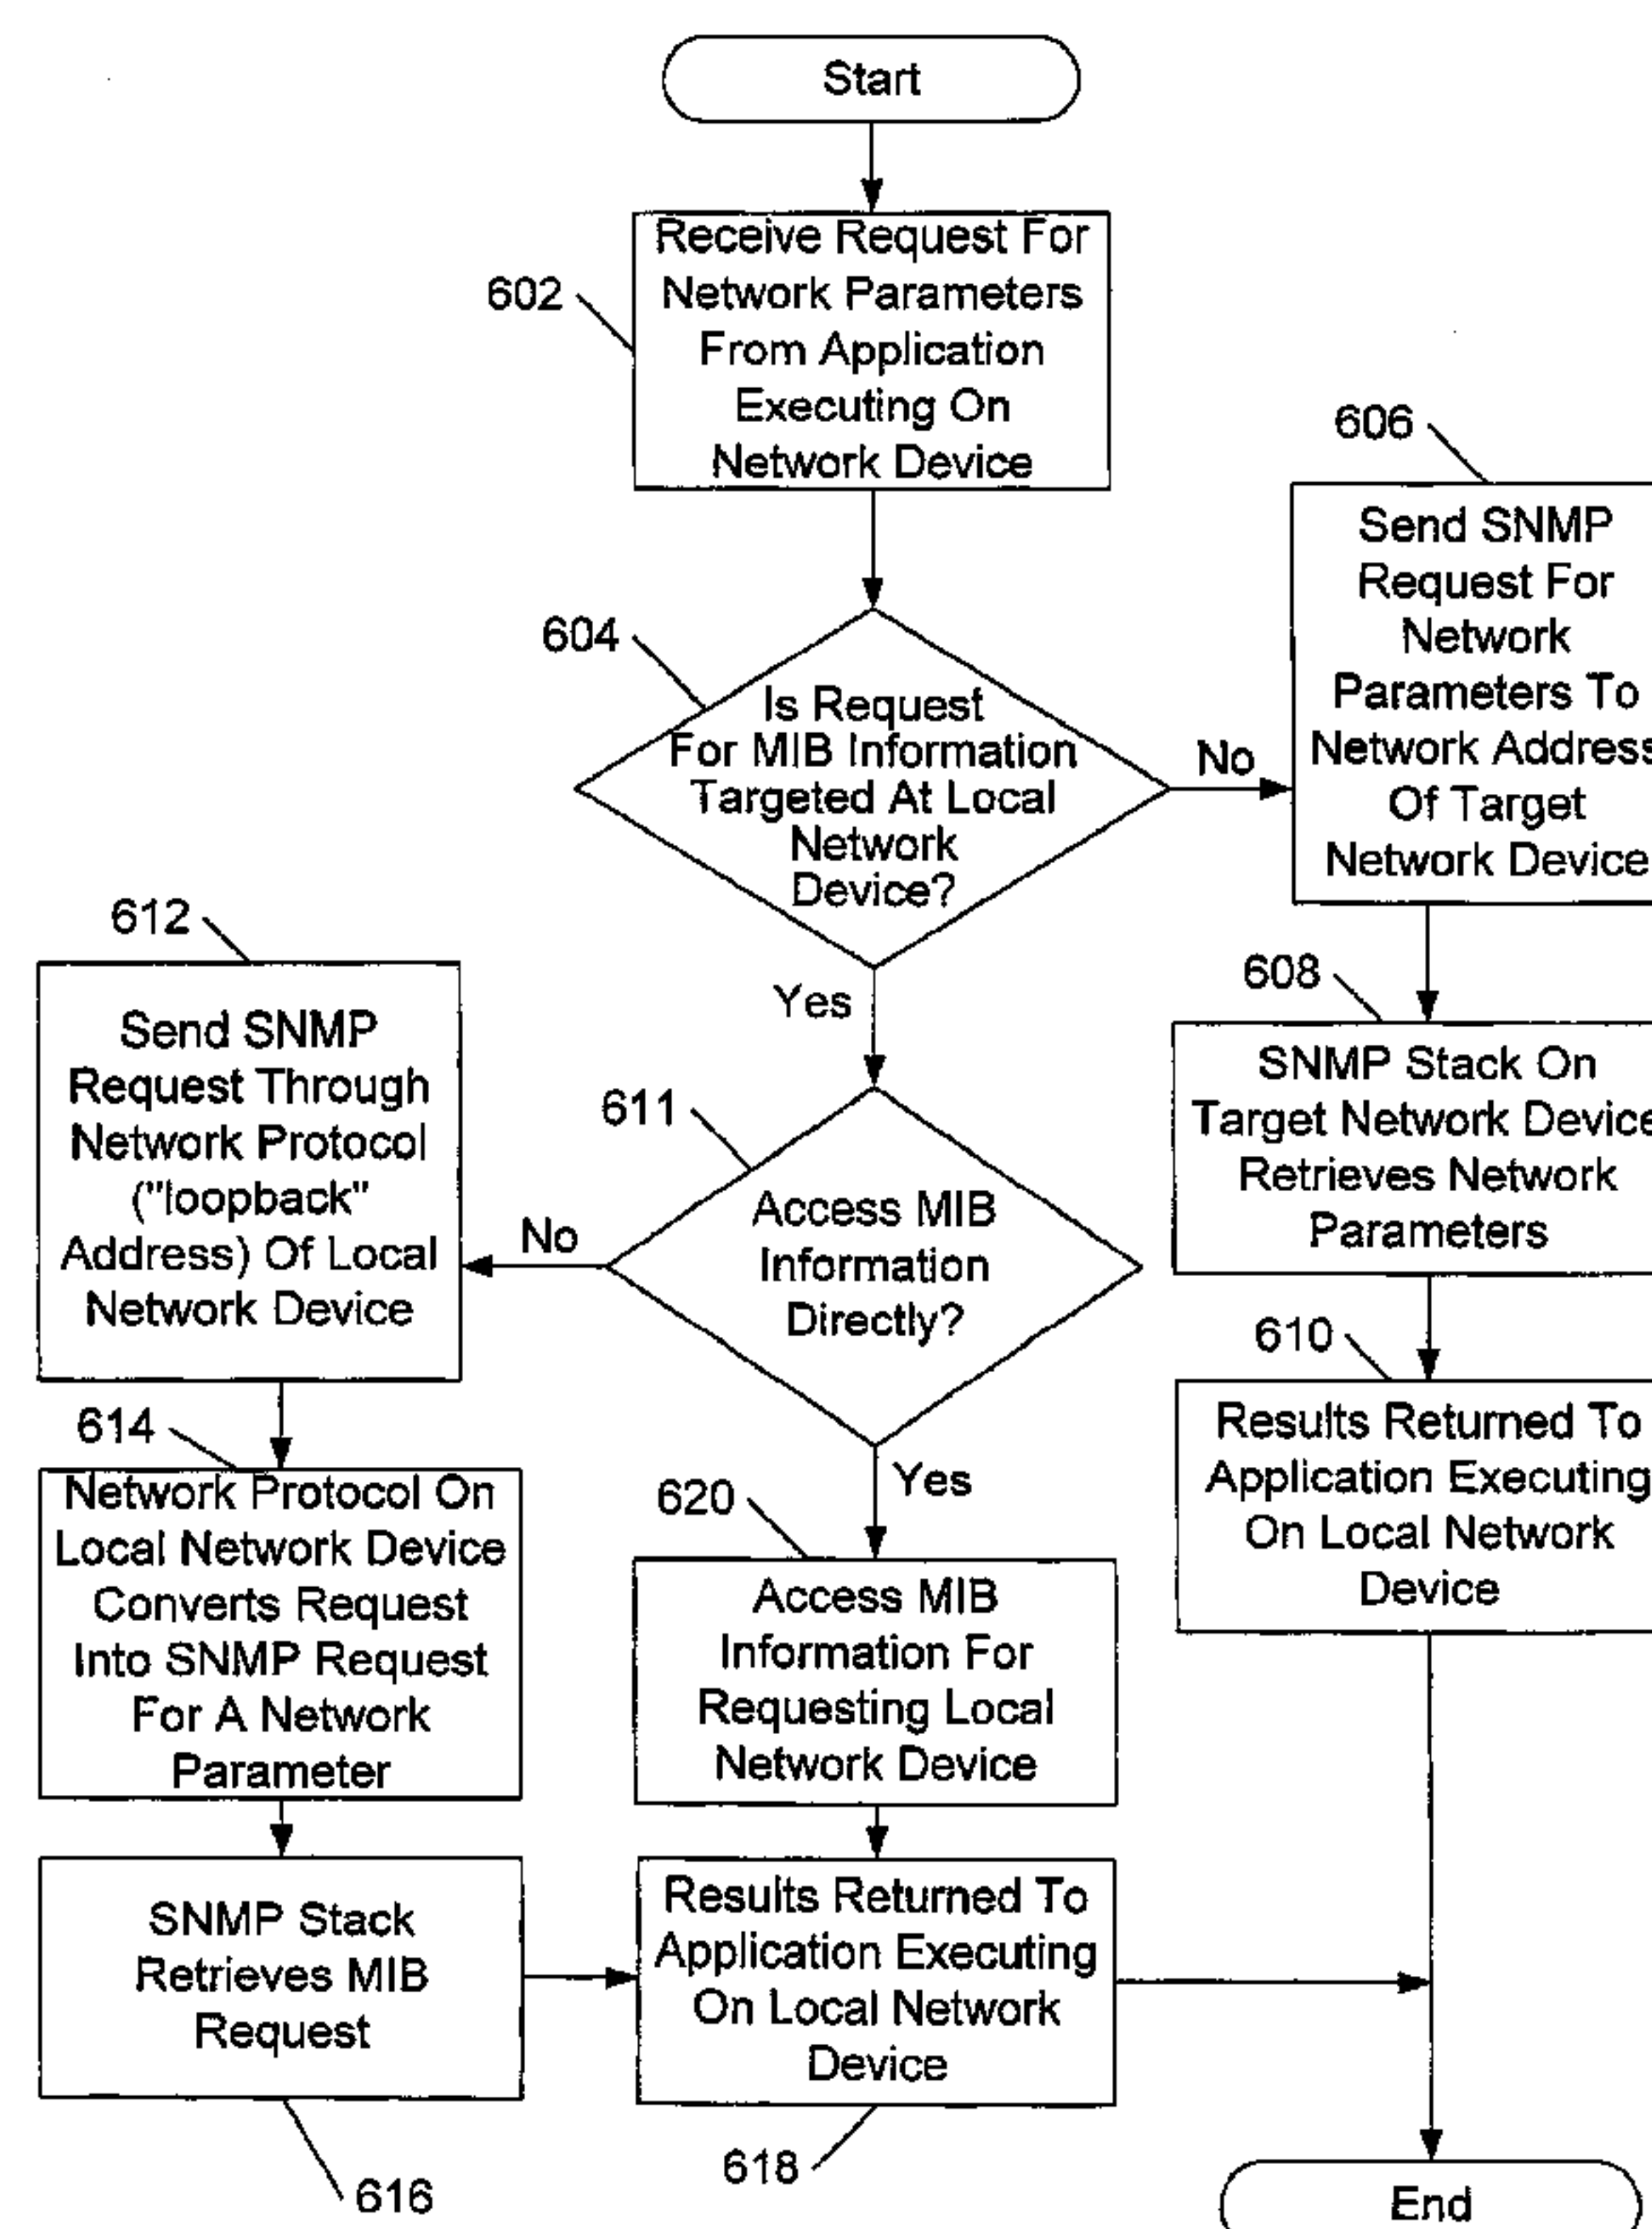 Start
602
Receive Request For
Network Parameters
From Application
Executing On
Network Device
604
Is Request
For MIB Information
Targeted At Local
Network
Device?
No
606
Send SNMP
Request For
Network
Parameters To
Network Address
Of Target
Network Device
608
SNMP Stack On
Target Network Device
Retrieves Network
Parameters
610
Results Returned To
Application Executing
On Local Network
Device
Yes
611
Access MIB
Information
Directly?
No
612
Send SNMP
Request Through
Network Protocol
("loopback"
Address) Of Local
Network Device
614
Network Protocol On
Local Network Device
Converts Request
Into SNMP Request
For A Network
Parameter
616
SNMP Stack
Retrieves MIB
Request
Yes
620
Access MIB
Information For
Requesting Local
Network Device
618
Results Returned To
Application Executing
On Local Network
Device
End